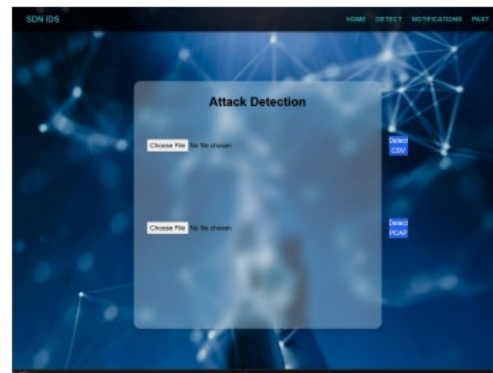 SDN IDS HOME DETECT NOTIFICATIONS PAST
Attack Detection
Choose File No file chosen
Detect
CSV
Choose File No file chosen
Detect
PCAP